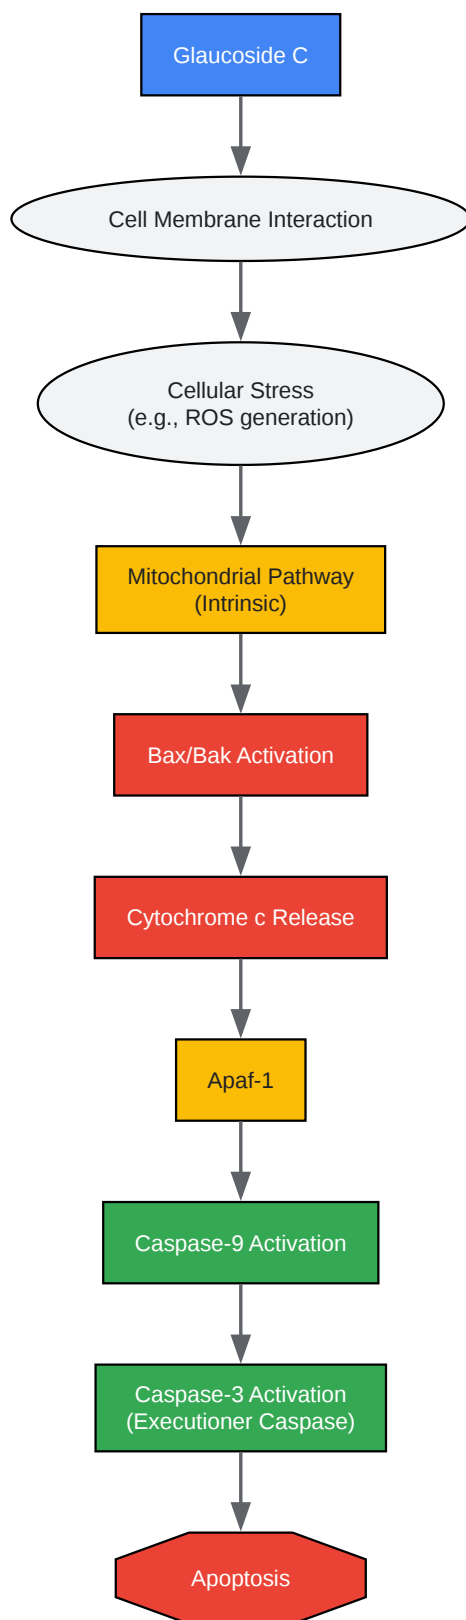 Glaucoside C
Cell Membrane Interaction
Cellular Stress
(e.g., ROS generation)
Mitochondrial Pathway
(Intrinsic)
Bax/Bak Activation
Cytochrome c Release
Apaf-1
Caspase-9 Activation
Caspase-3 Activation
(Executioner Caspase)
Apoptosis